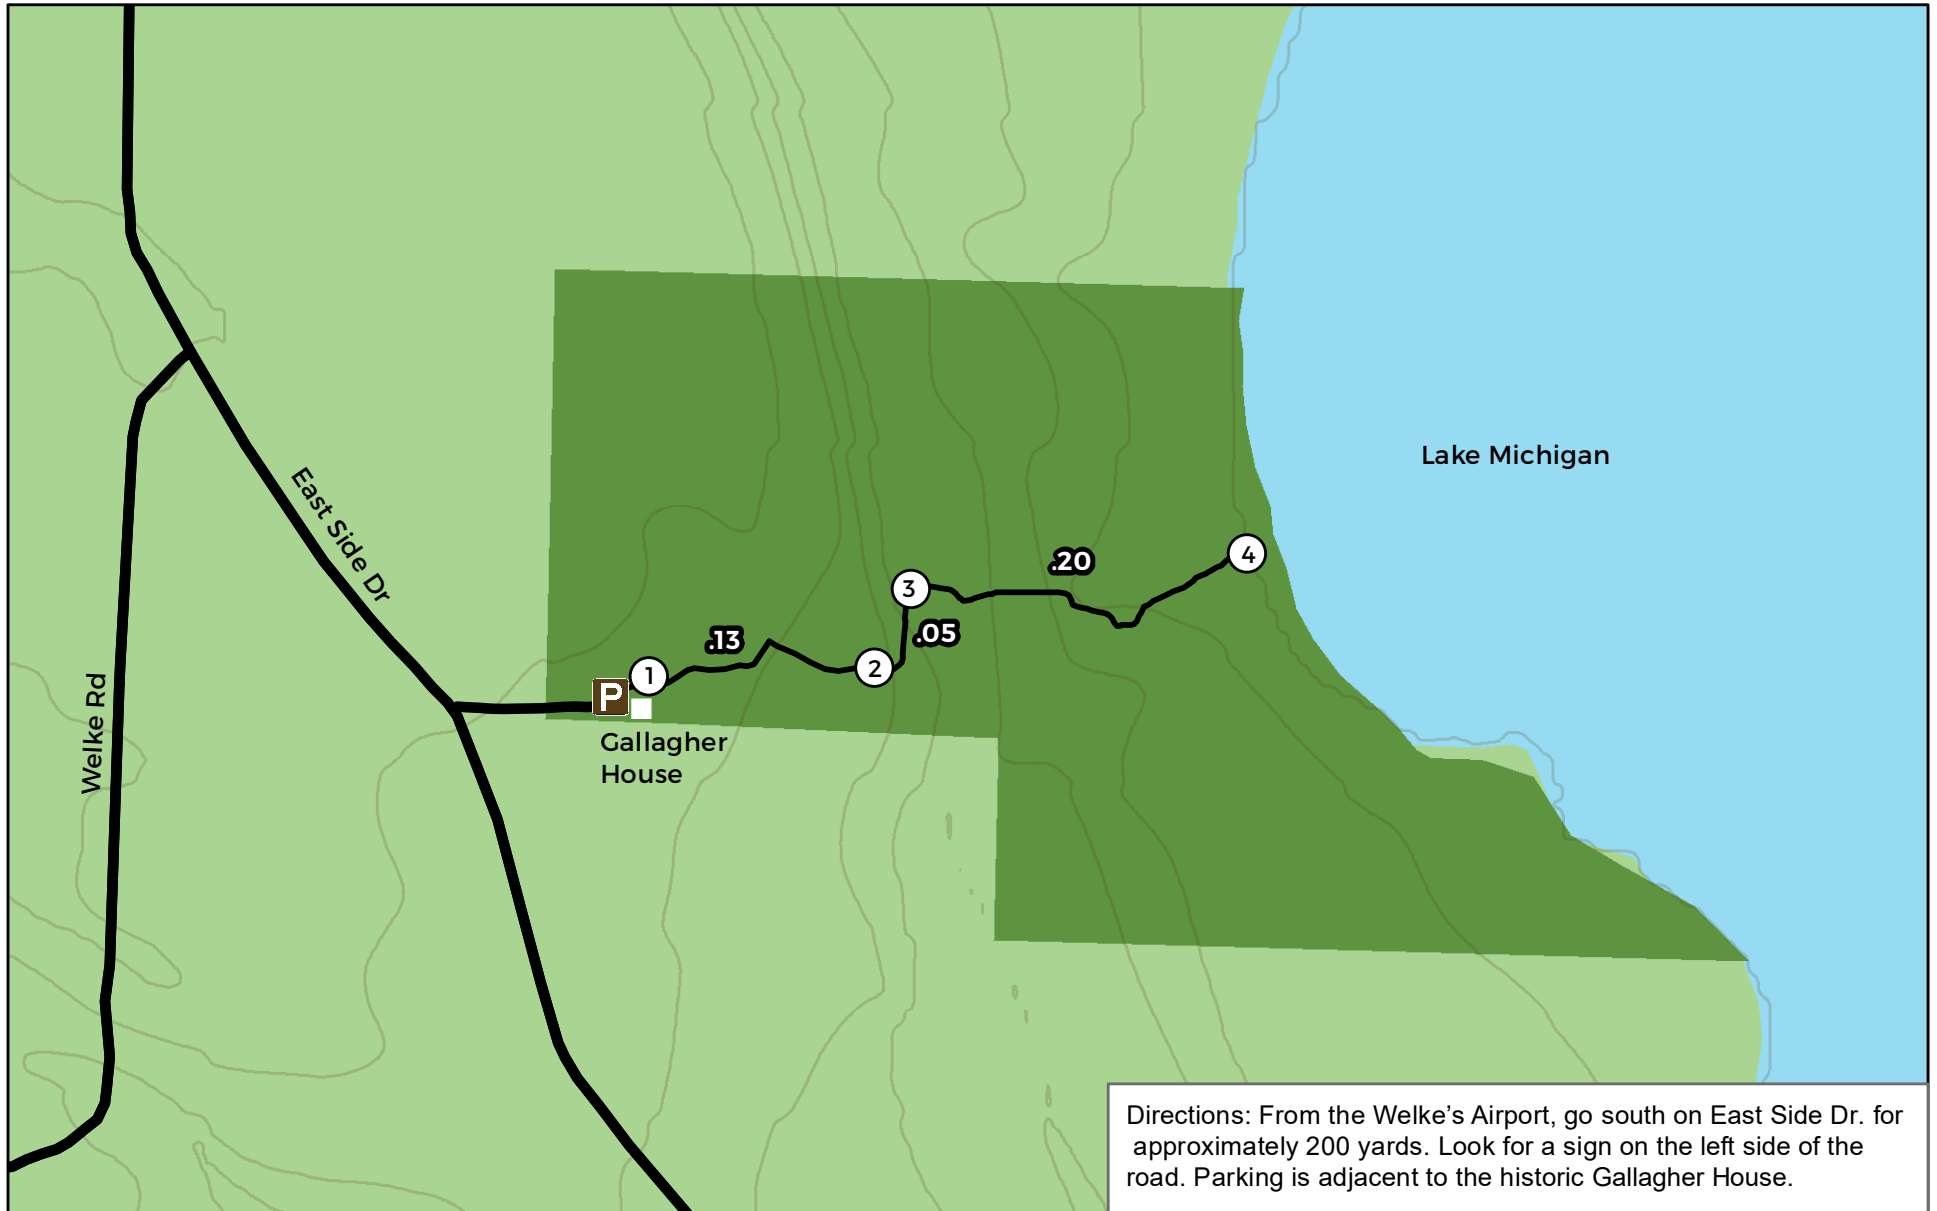 East Side Dr
Lake Michigan
.20
4
3
.13
.05
1
2
P
Welke Rd
Gallagher
House
Directions: From the Welke’s Airport, go south on East Side Dr. for
approximately 200 yards. Look for a sign on the left side of the
road. Parking is adjacent to the historic Gallagher House.